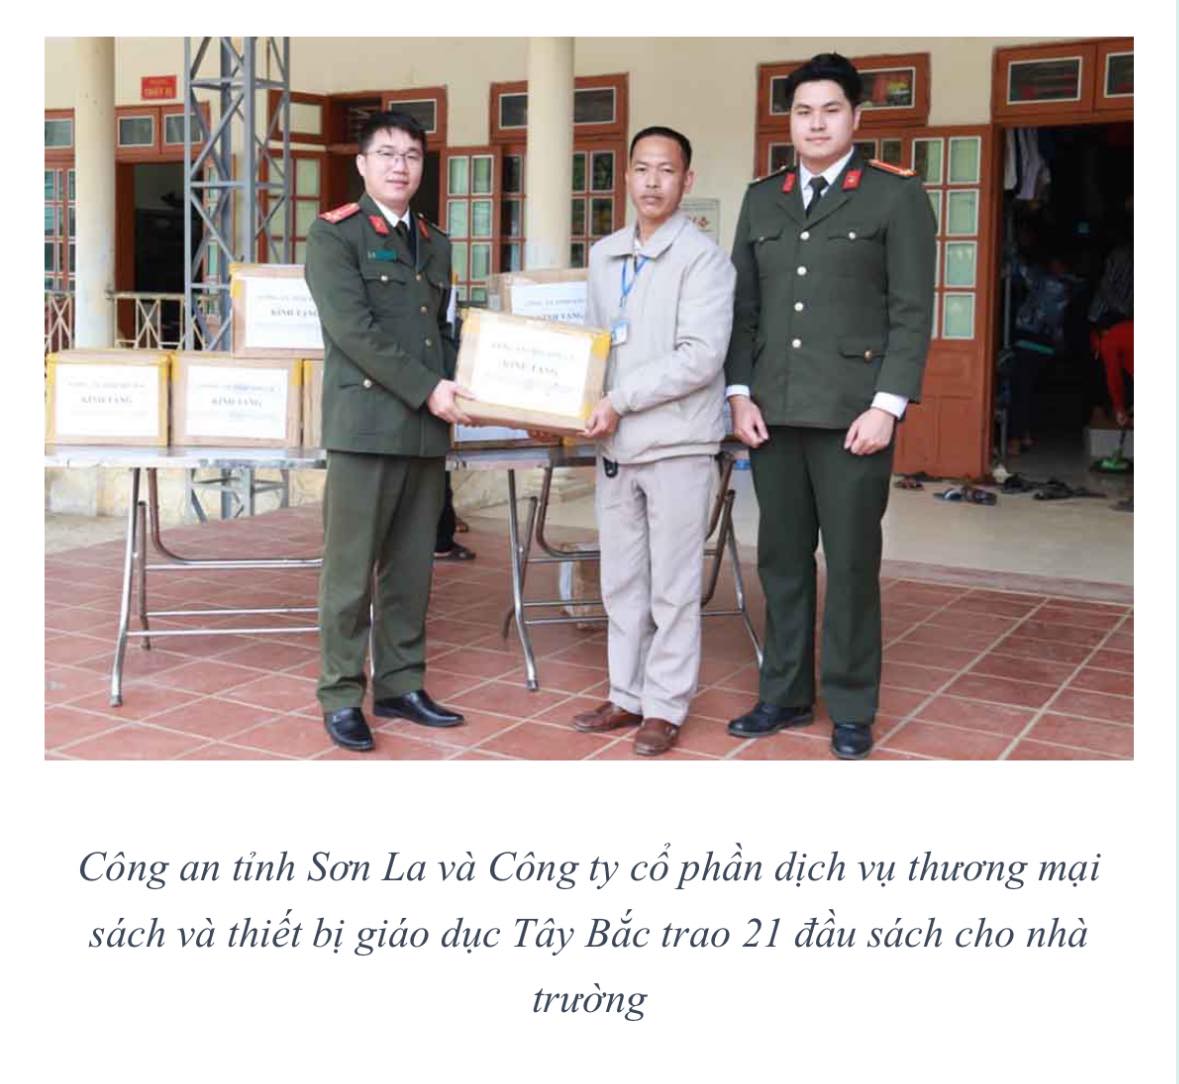 KÍNH TẶNG
KÍNH TẶNG
KÍNH TẶNG
KÍNH TẶNG
Công an tỉnh Sơn La và Công ty cổ phần dịch vụ thương mại
sách và thiết bị giáo dục Tây Bắc trao 21 đầu sách cho nhà
trường